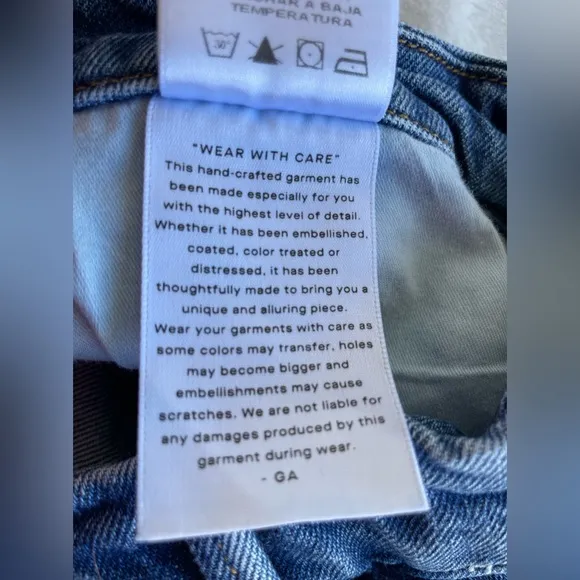 A BAJA
TEMPERATURA
30°
"WEAR WITH CARE"
This hand-crafted garment has
been made especially for you
with the highest level of detail.
Whether it has been embellished,
coated, color treated or
distressed, it has been
thoughtfully made to bring you a
unique and alluring piece.
Wear your garments with care as
some colors may transfer, holes
may become bigger and
embellishments may cause
scratches. We are not liable for
any damages produced by this
garment during wear.
- GA